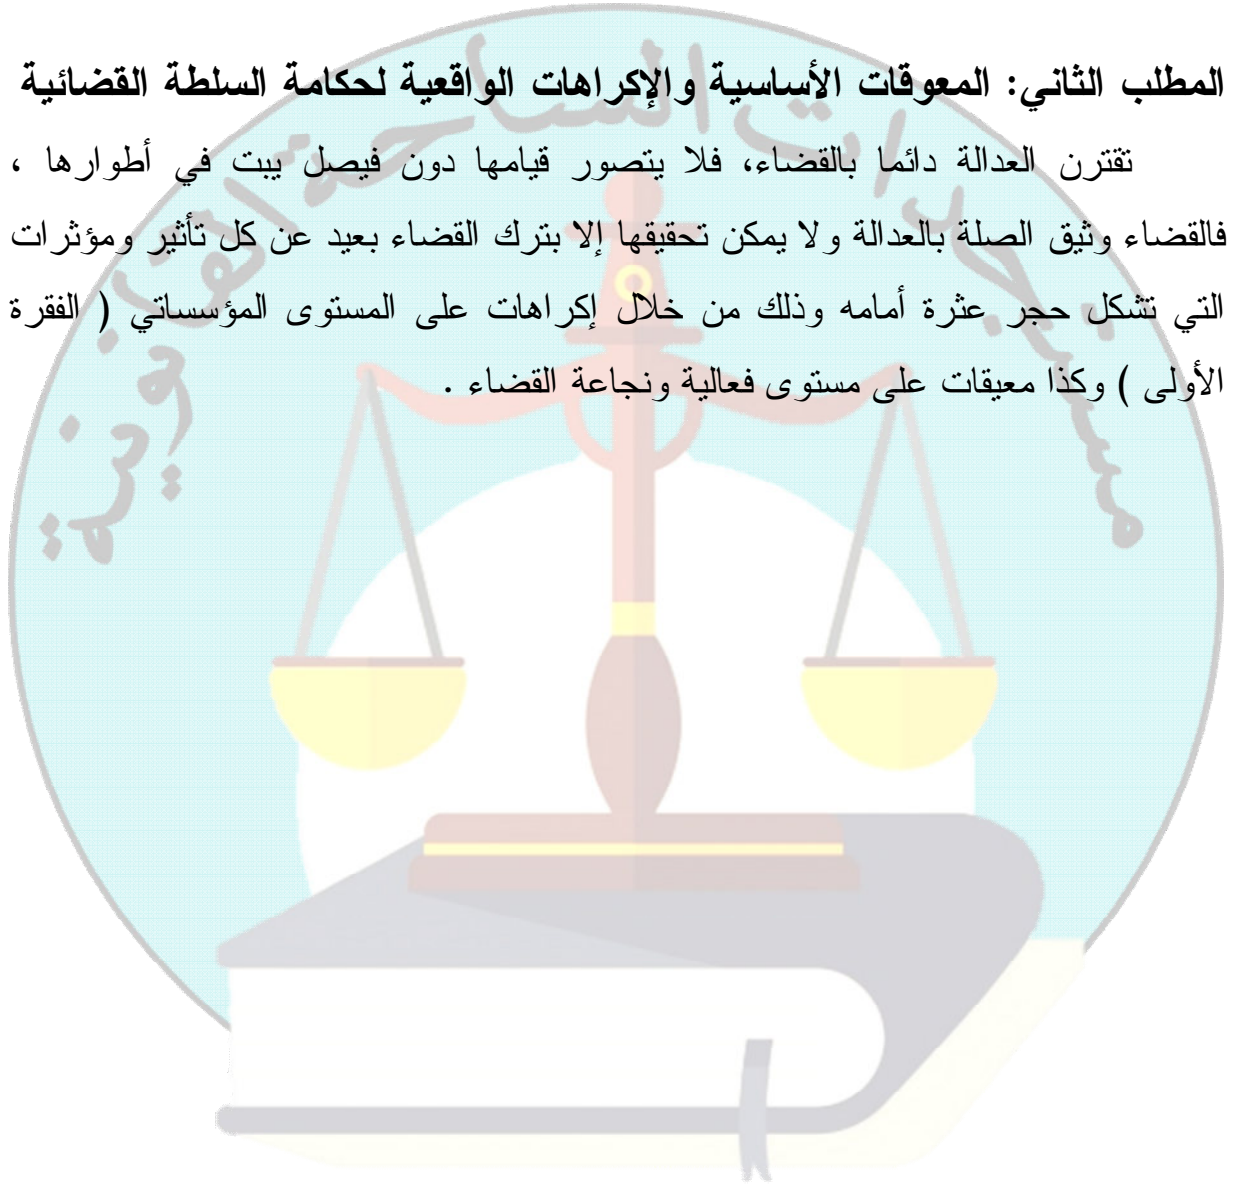 المطلب الثاني: المعوقات الأساسية والإكراهات الواقعية لحكامة السلطة القضائية
تقترن العدالة دائما بالقضاء، فلا يتصور قيامها دون فيصل يبت في أطوارها ،
فالقضاء وثيق الصلة بالعدالة ولا يمكن تحقيقها إلا بترك القضاء بعيد عن كل تأثير ومؤثرات
التي تشكل حجر عثرة أمامه وذلك من خلال إكراهات على المستوى المؤسساتي ( الفقرة
الأولى ) وكذا معيقات على مستوى فعالية ونجاعة القضاء .
مستجدات الساحة القانونية